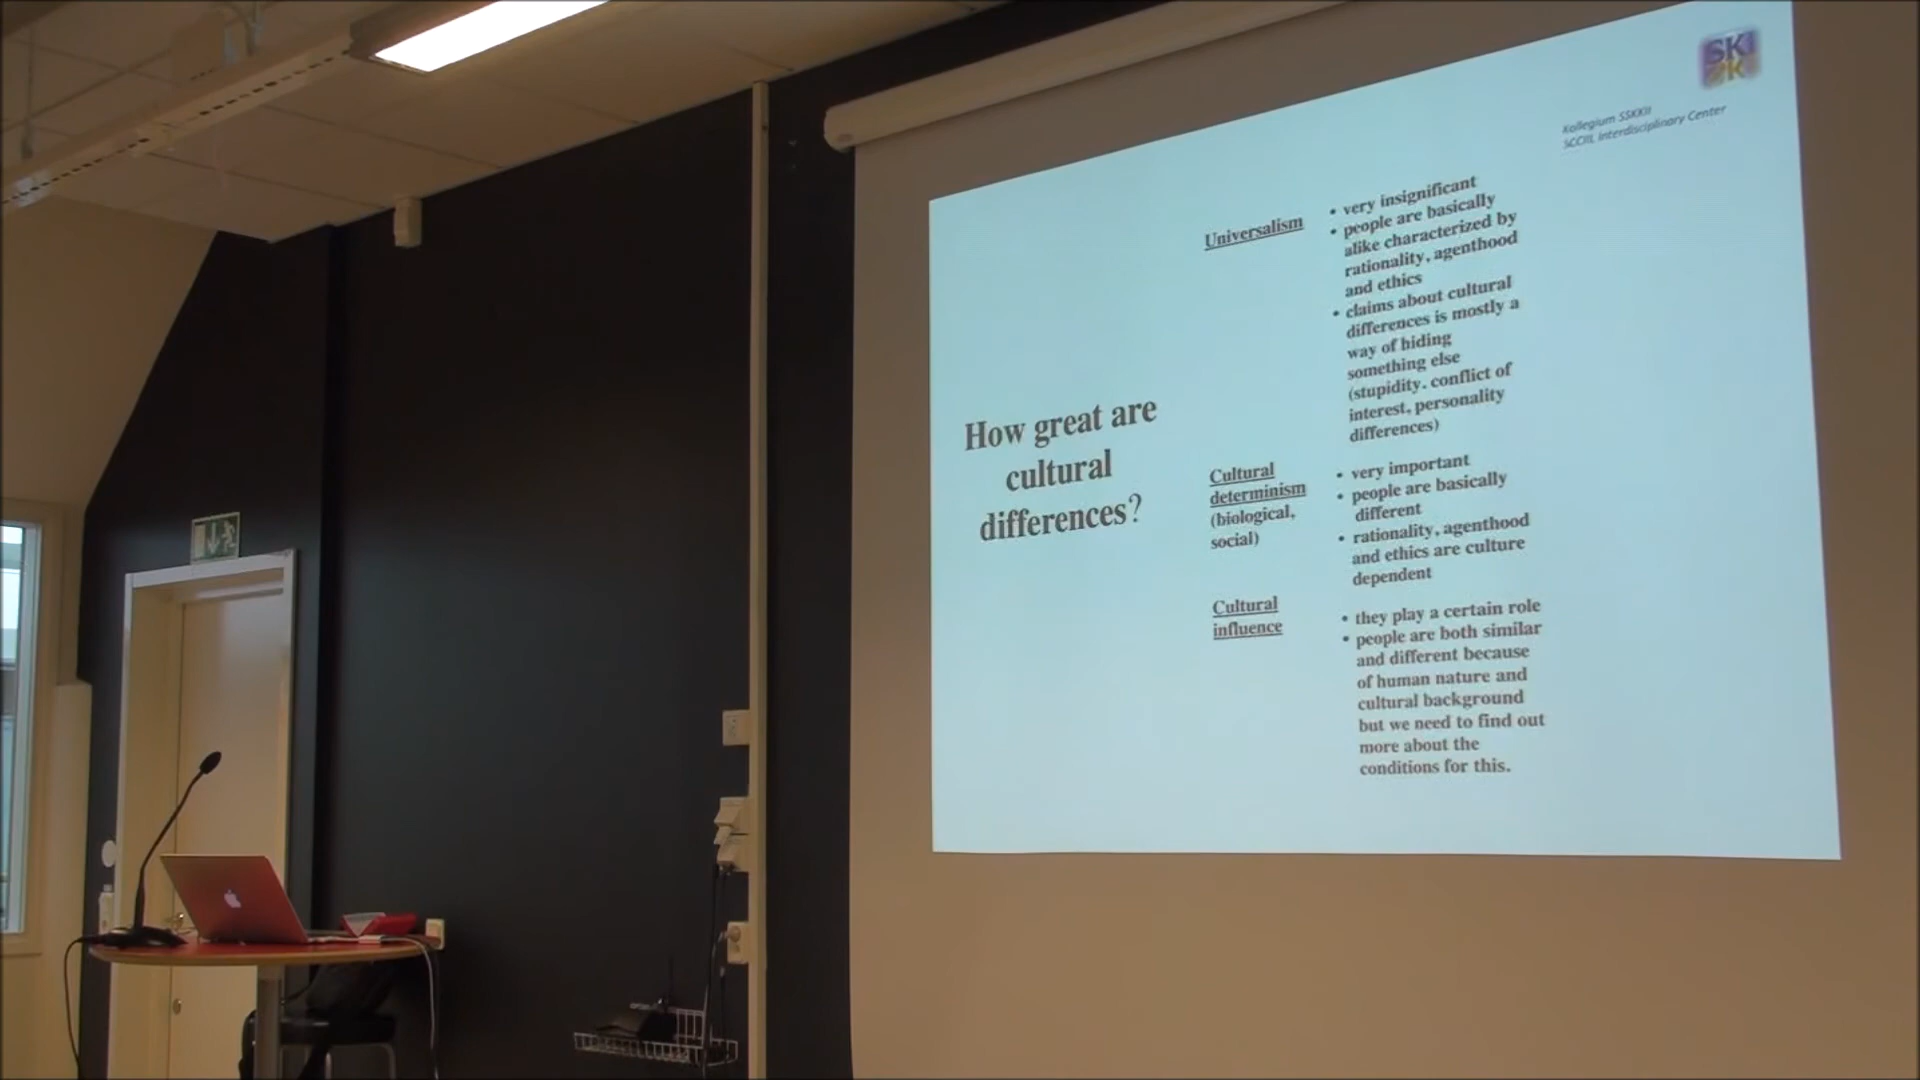 SKI
Kollegium SSKKII
SCCIIL Interdisciplinary Center
How great are
cultural
differences?
Universalism
• very insignificant
• people are basically
alike characterized by
rationality, agenthood
and ethics
• claims about cultural
differences is mostly a
way of hiding
something else
(stupidity, conflict of
interest, personality
differences)
Cultural
determinism
(biological,
social)
• very important
• people are basically
different
• rationality, agenthood
and ethics are culture
dependent
Cultural
influence
• they play a certain role
• people are both similar
and different because
of human nature and
cultural background
but we need to find out
more about the
conditions for this.